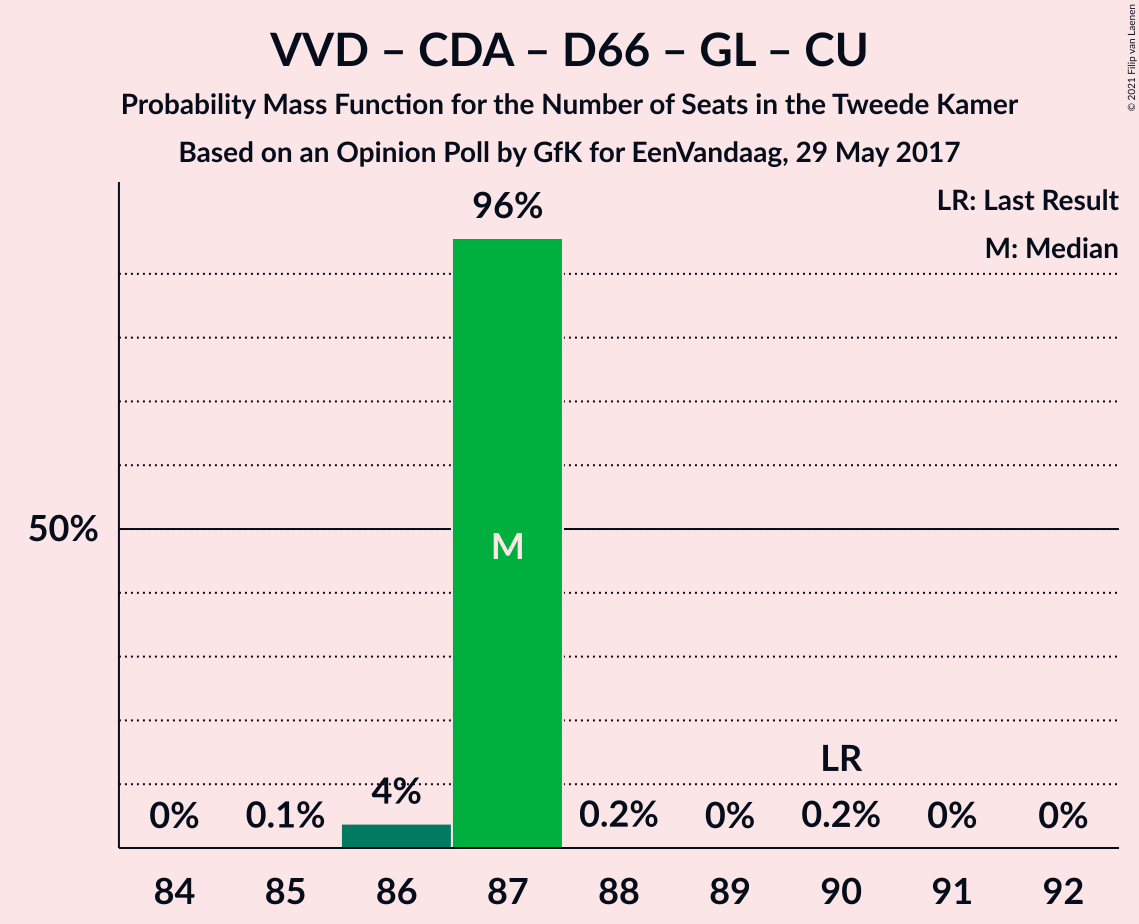 VVD – CDA – D66 – GL – CU
Probability Mass Function for the Number of Seats in the Tweede Kamer
Based on an Opinion Poll by GfK for EenVandaag, 29 May 2017
© 2021 Filip van Laenen
LR: Last Result
M: Median
96%
50%
M
LR
0% 0.1% 4% 0.2% 0% 0.2% 0% 0%
84 85 86 87 88 89 90 91 92